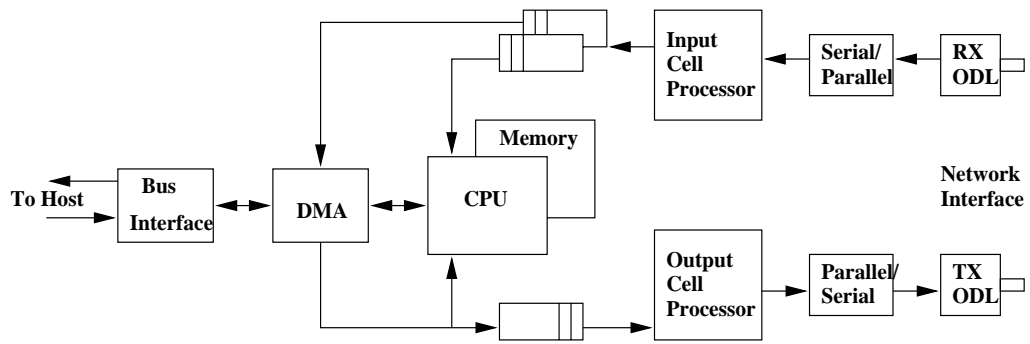 Input
Cell
Processor
Serial/
Parallel
RX
ODL
Memory
To Host
Bus
Interface
DMA
CPU
Network
Interface
Output
Cell
Processor
Parallel/
Serial
TX
ODL